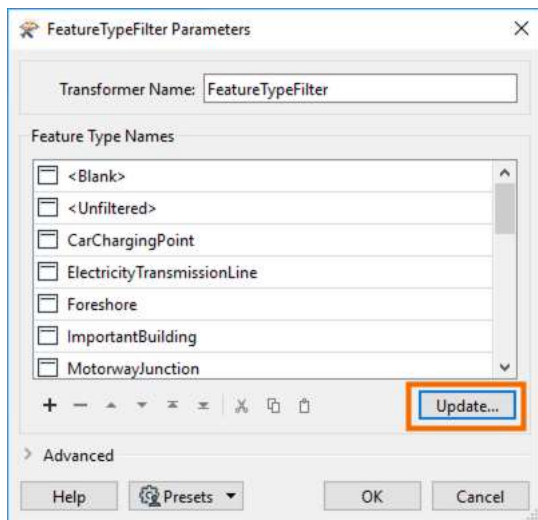 FeatureTypeFilter Parameters
Transformer Name: FeatureTypeFilter
Feature Type Names
<Blank>
<Unfiltered>
CarChargingPoint
ElectricityTransmissionLine
Foreshore
ImportantBuilding
MotorwayJunction
Update...
Advanced
Help Presets OK Cancel